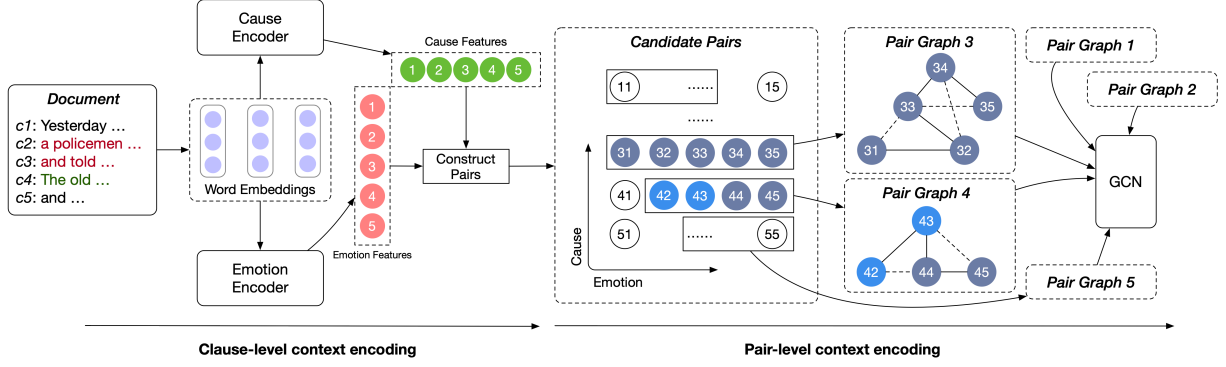 Cause
Encoder
Cause Features
1 2 3 4 5
Document
c1: Yesterday ...
c2: a policemen ...
c3: and told ...
c4: The old ...
c5: and ...
Word Embeddings
1
2
3
4
5
Emotion Features
Construct
Pairs
Emotion
Encoder
Clause-level context encoding
Candidate Pairs
11 ...... 15
......
31 32 33 34 35
41 42 43 44 45
51 ...... 55
Cause
Emotion
Pair Graph 3
34
33 35
31 32
Pair Graph 4
43
42 44 45
Pair Graph 1
Pair Graph 2
GCN
Pair Graph 5
Pair-level context encoding